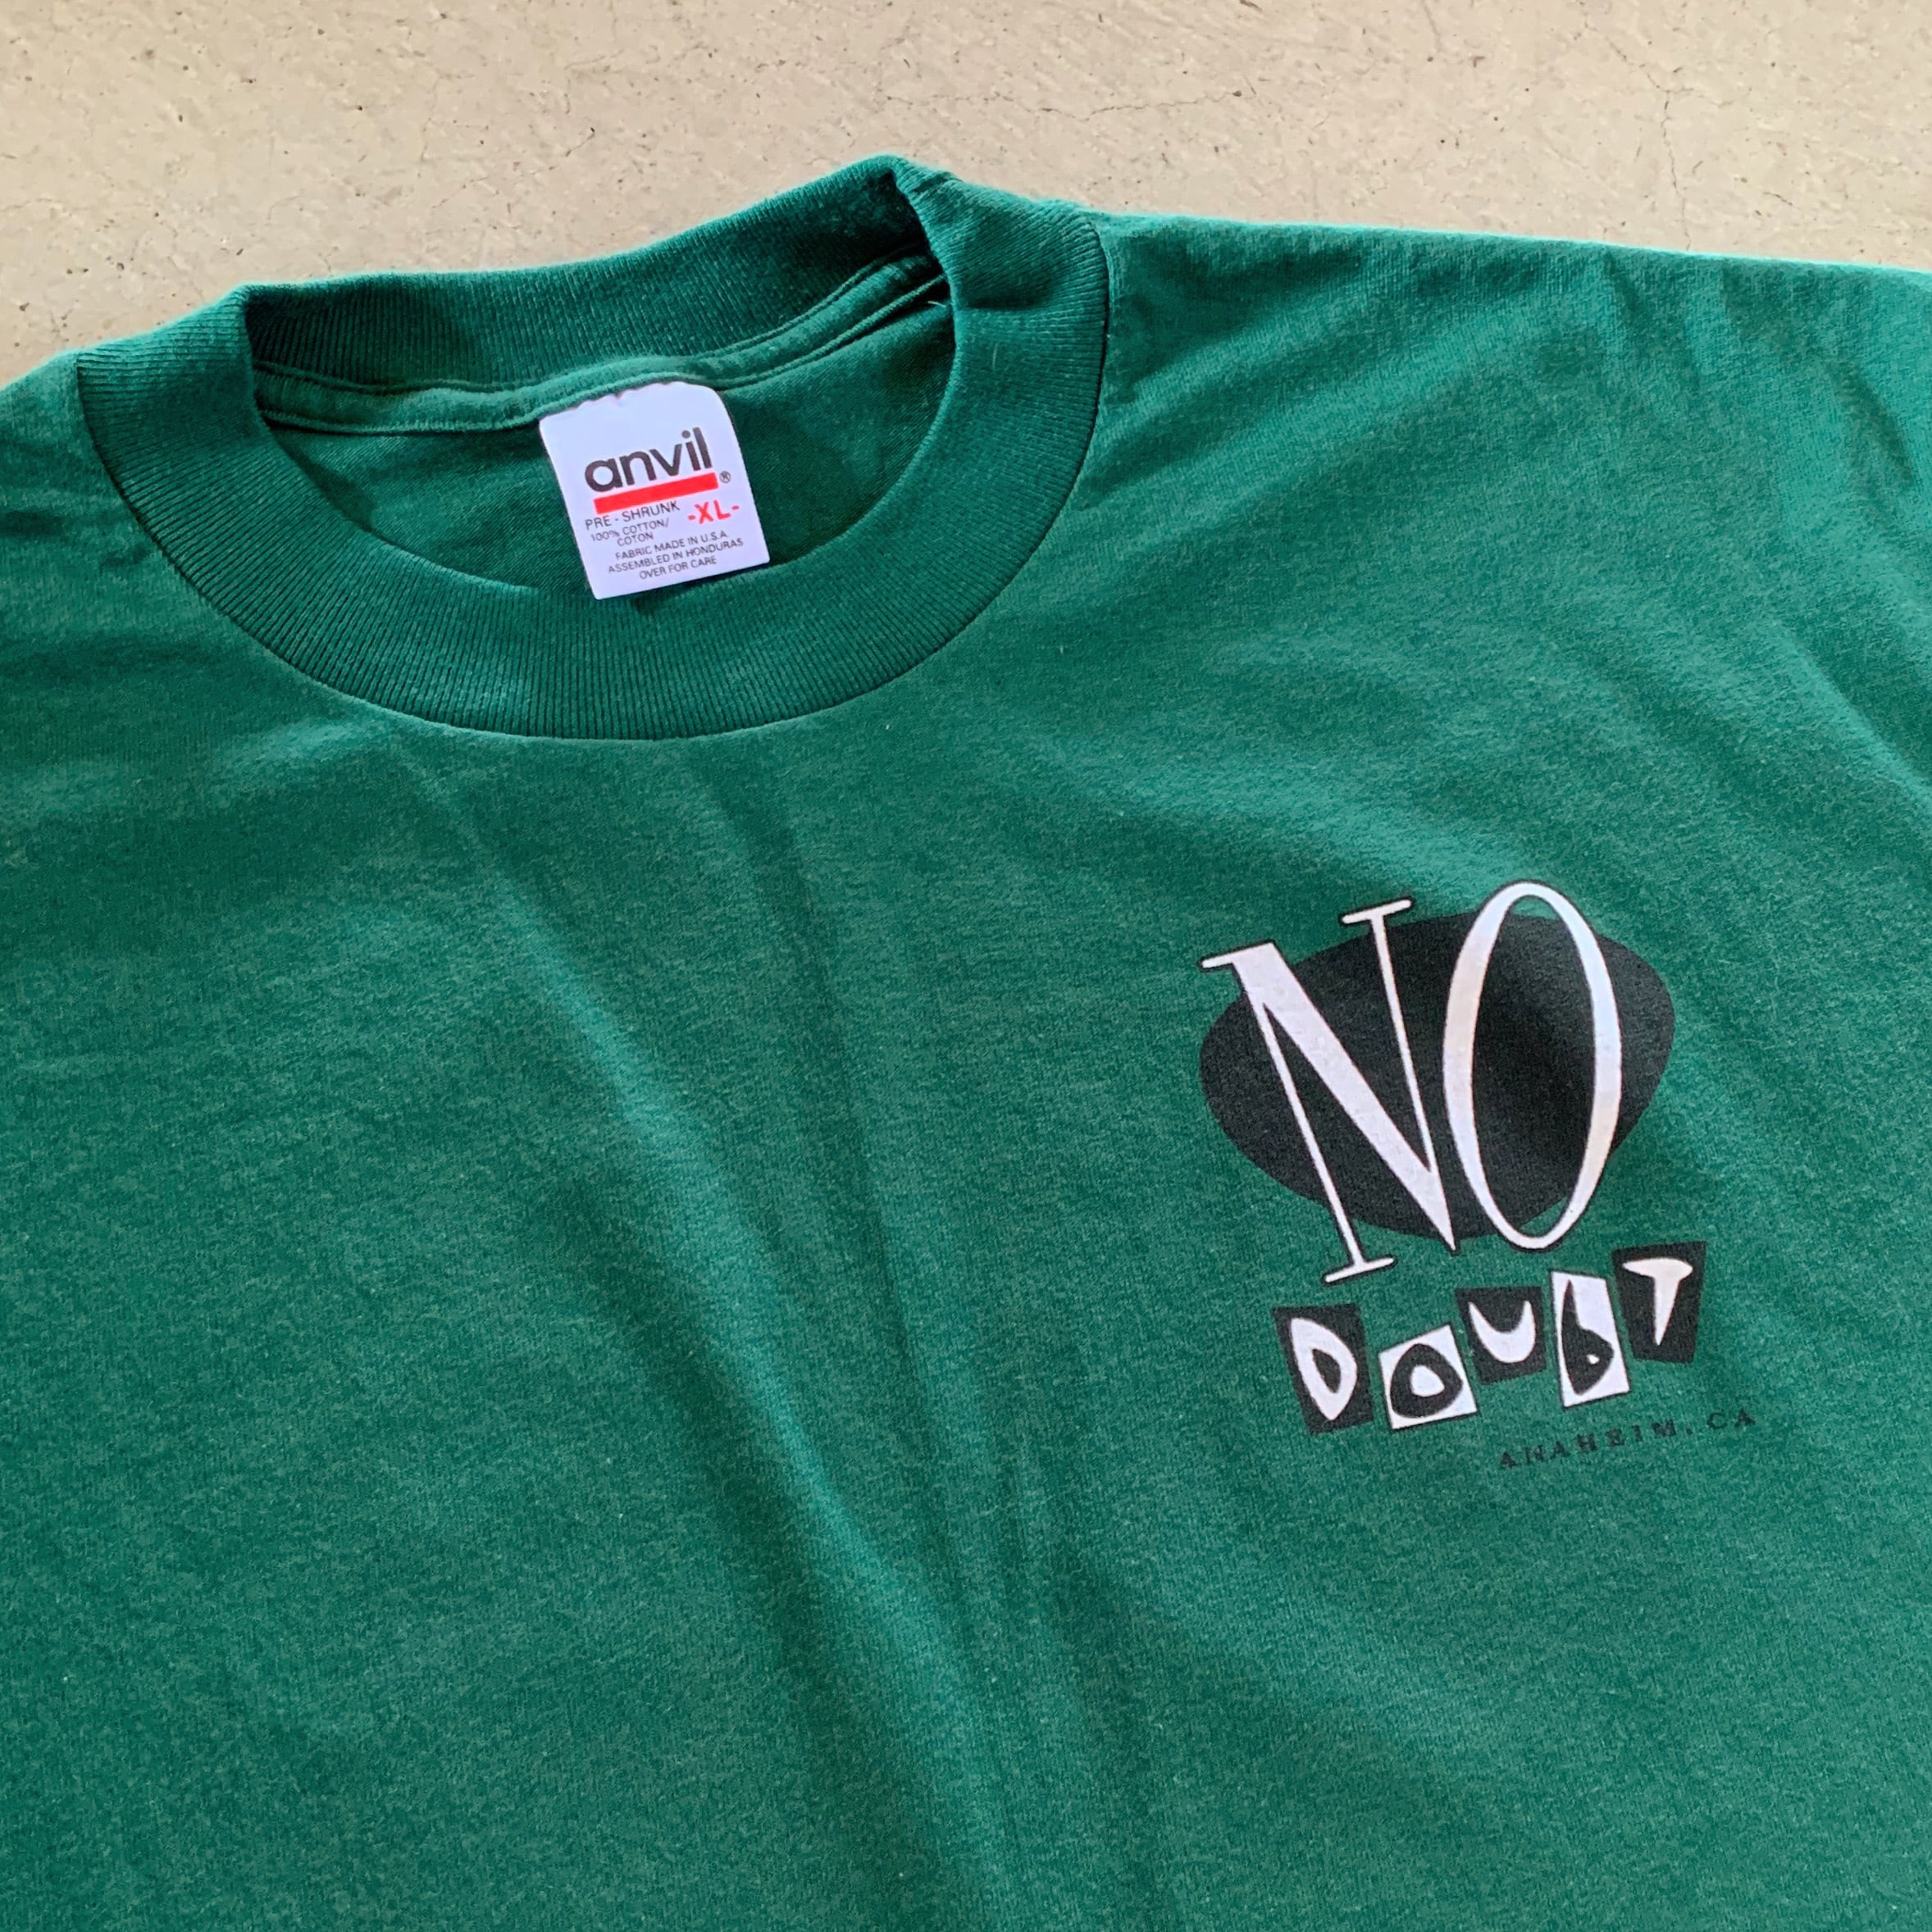 anvil®
PRE-SHRUNK -XL-
100% COTTON/
COTON
FABRIC MADE IN U.S.A.
ASSEMBLED IN HONDURAS
OVER FOR CARE
NO
DOUbT
ANAHEIM, CA